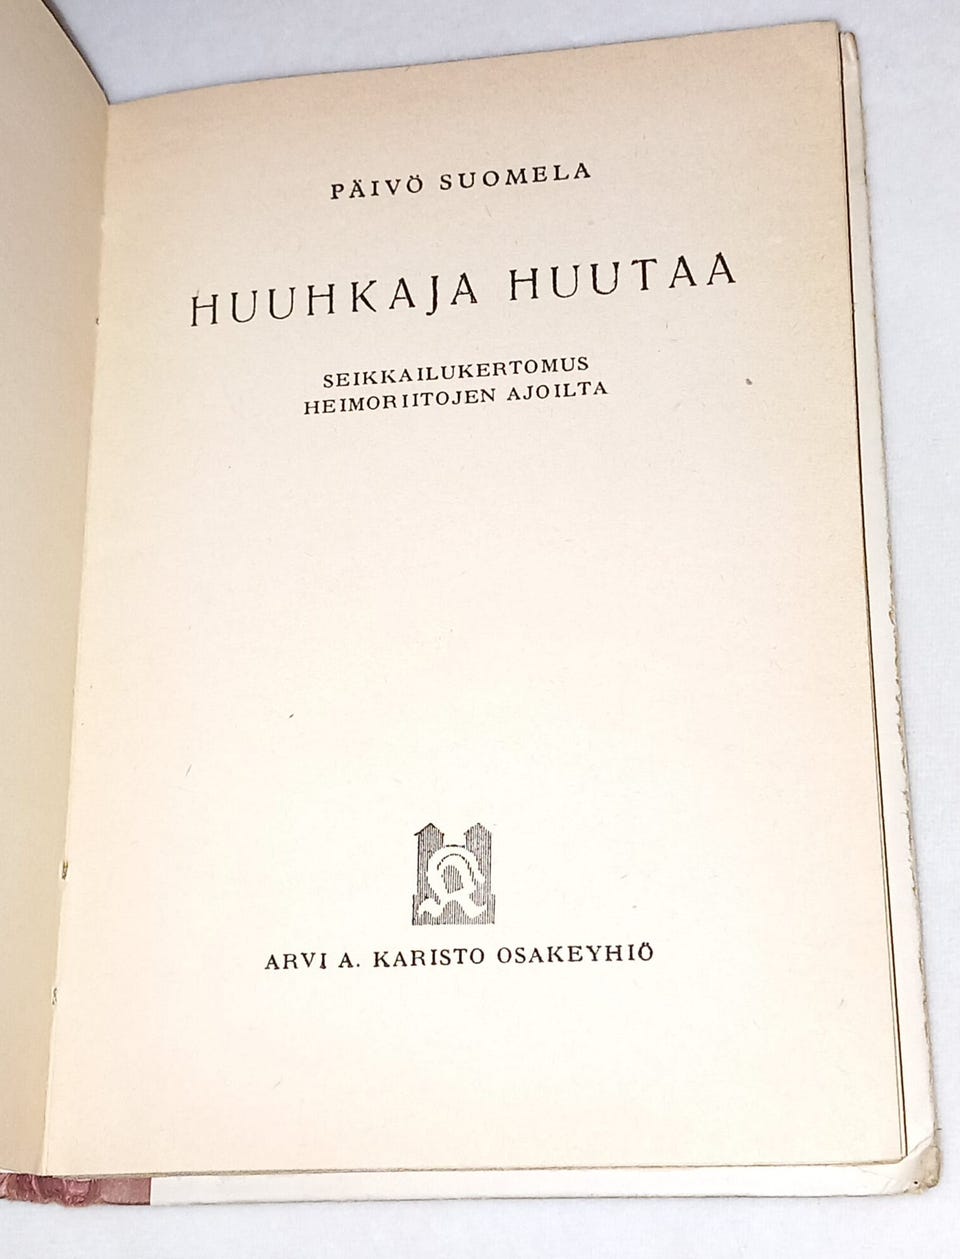 PÄIVÖ SUOMELA
HUUHKAJA HUUTAA
SEIKKAILUKERTOMUS
HEIMORIITOJEN AJOILTA
ARVI A. KARISTO OSAKEYHIÖ